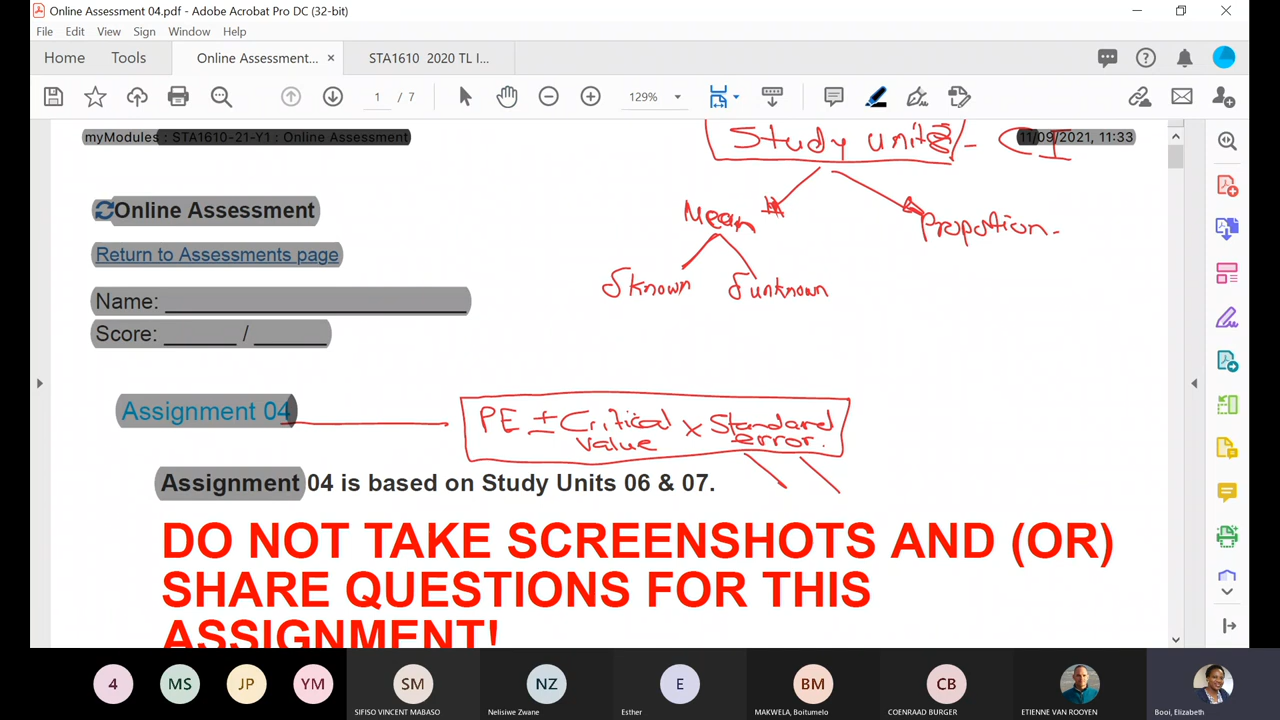 Online Assessment 04.pdf - Adobe Acrobat Pro DC (32-bit)
File Edit View Sign Window Help
Home Tools Online Assessment... × STA1610 2020 TL I...
1 / 7 129%
myModules : STA1610-21-Y1 : Online Assessment
11/09/2021, 11:33
Study unit - CI
Online Assessment
Mean
Propotion.
Return to Assessments page
δ known δ unknown
Name:
Score: /
Assignment 04
PE ± Critical value × Standard error.
Assignment 04 is based on Study Units 06 & 07.
DO NOT TAKE SCREENSHOTS AND (OR)
SHARE QUESTIONS FOR THIS
ASSIGNMENT!
4 MS JP YM SM NZ E BM CB
SIFISO VINCENT MABASO Nelisiwe Zwane Esther MAKWELA, Boitumelo COENRAAD BURGER ETIENNE VAN ROOYEN Booi, Elizabeth